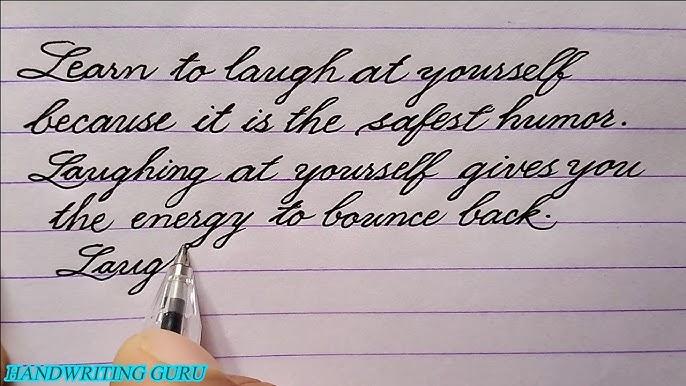 Learn to laugh at yourself
because it is the safest humor.
Laughing at yourself gives you
the energy to bounce back.
Laug
HANDWRITING GURU